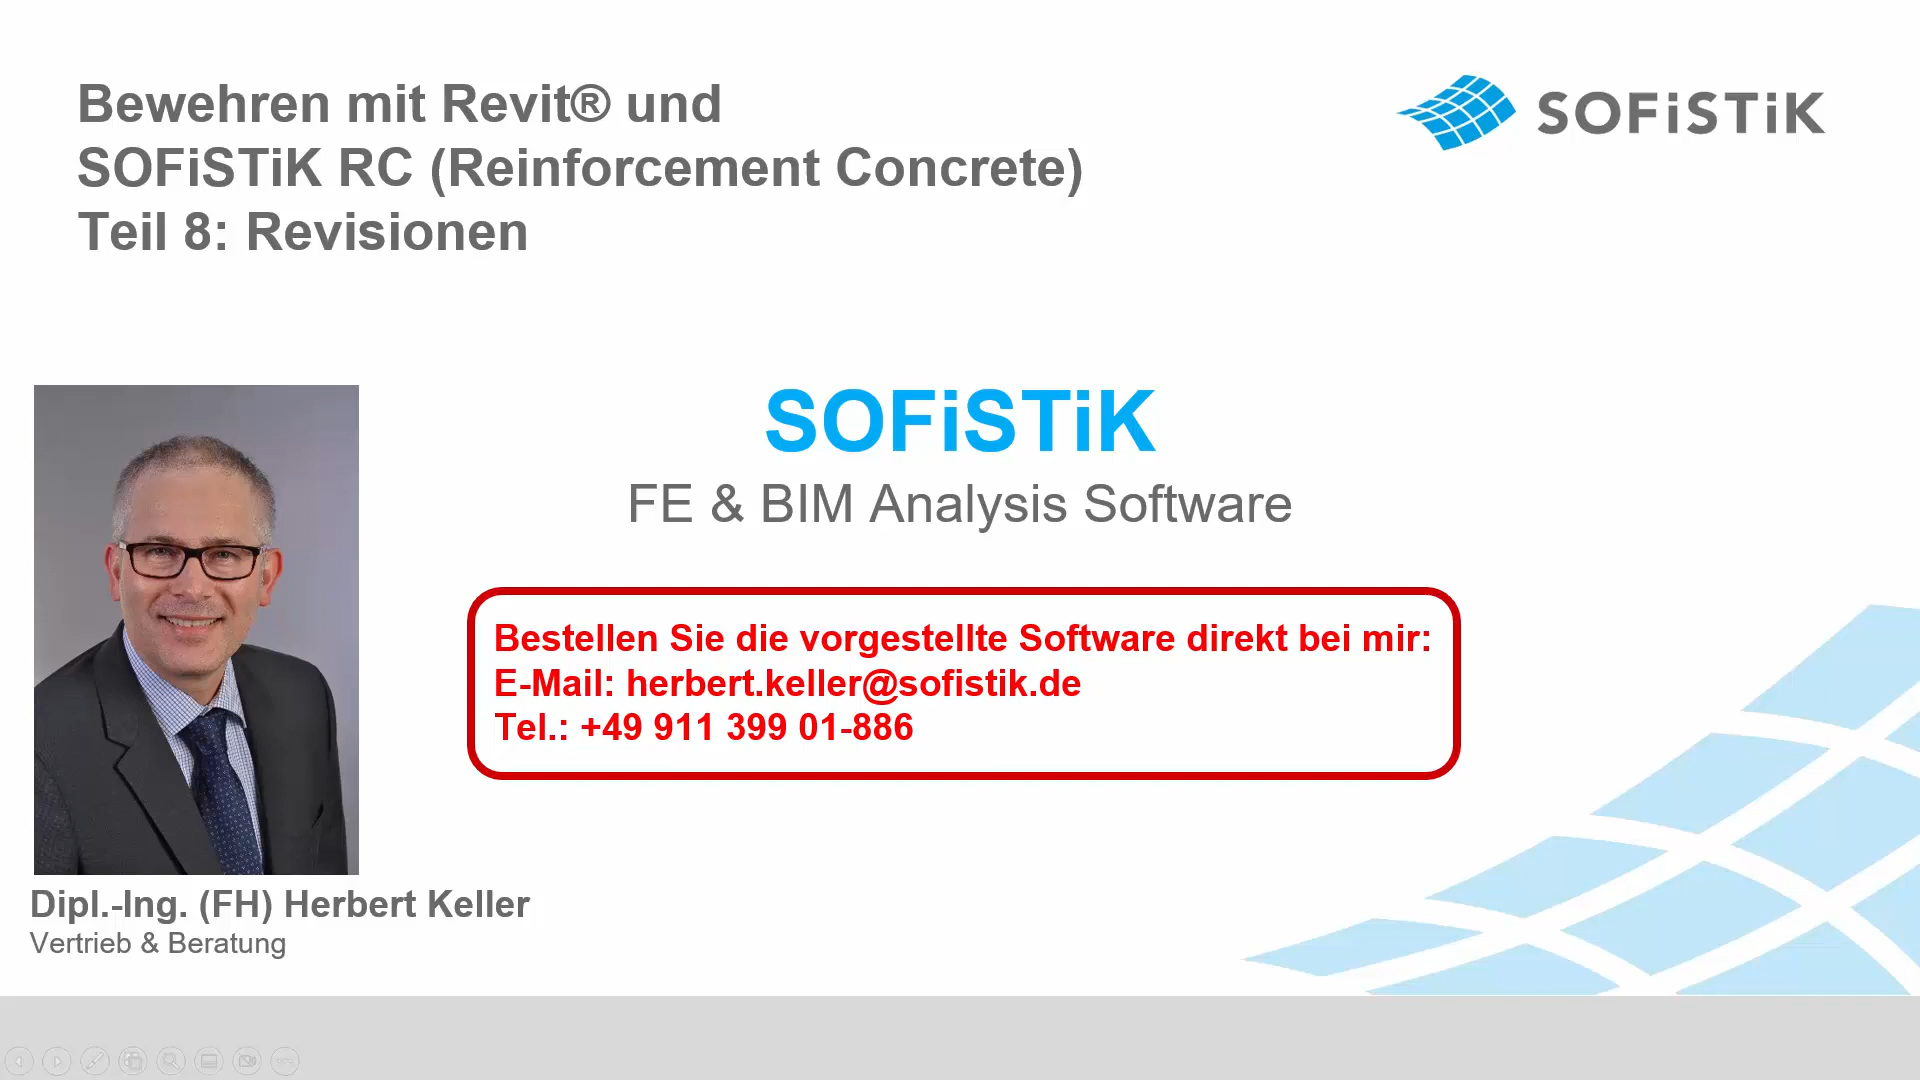 Bewehren mit Revit® und
SOFiSTiK RC (Reinforcement Concrete)
Teil 8: Revisionen
SOFiSTiK
SOFiSTiK
FE & BIM Analysis Software
Bestellen Sie die vorgestellte Software direkt bei mir:
E-Mail: herbert.keller@sofistik.de
Tel.: +49 911 399 01-886
Dipl.-Ing. (FH) Herbert Keller
Vertrieb & Beratung